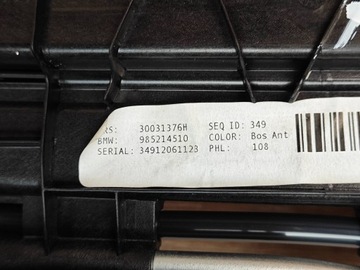 RS: 30031376H SEQ ID: 349
BMW: 985214510 COLOR: Bos Ant
SERIAL: 34912061123 PHL: 108